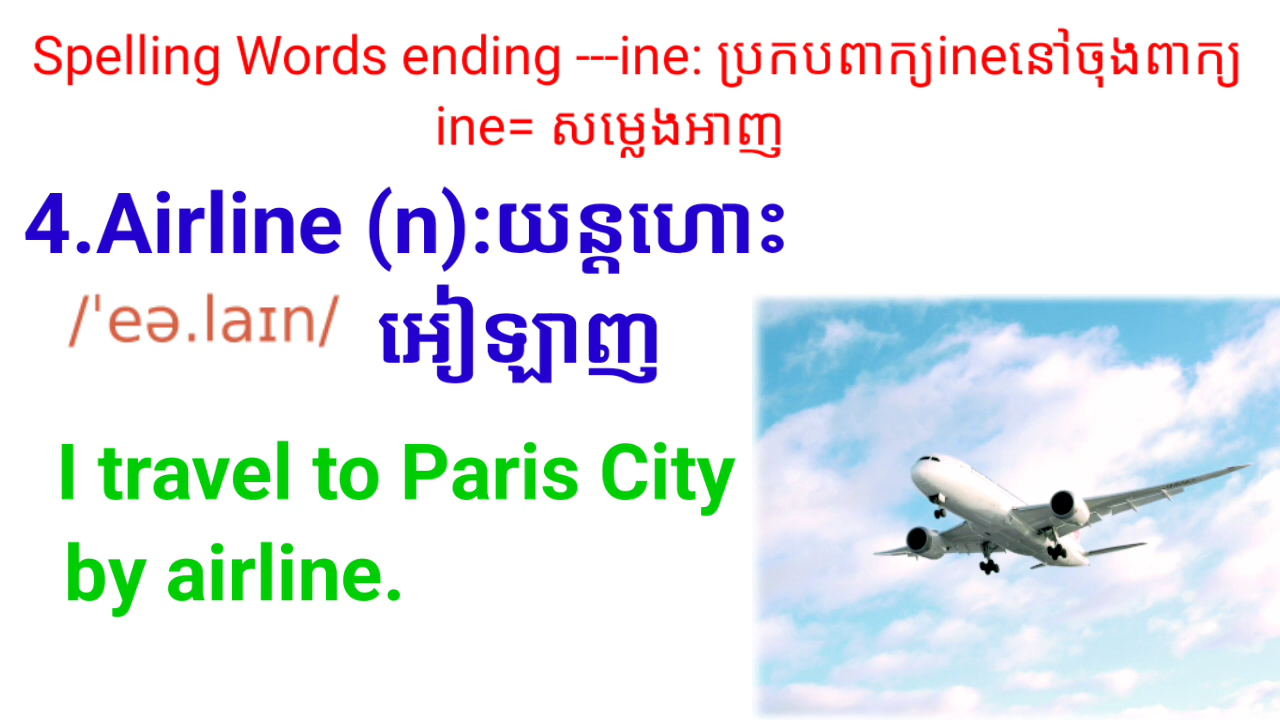 Spelling Words ending ---ine: ប្រកបពាក្យineនៅចុងពាក្យ
ine= សម្លេងអាញ
4.Airline (n):យន្តហោះ
/ˈeə.laɪn/ អៀឡាញ
I travel to Paris City
by airline.